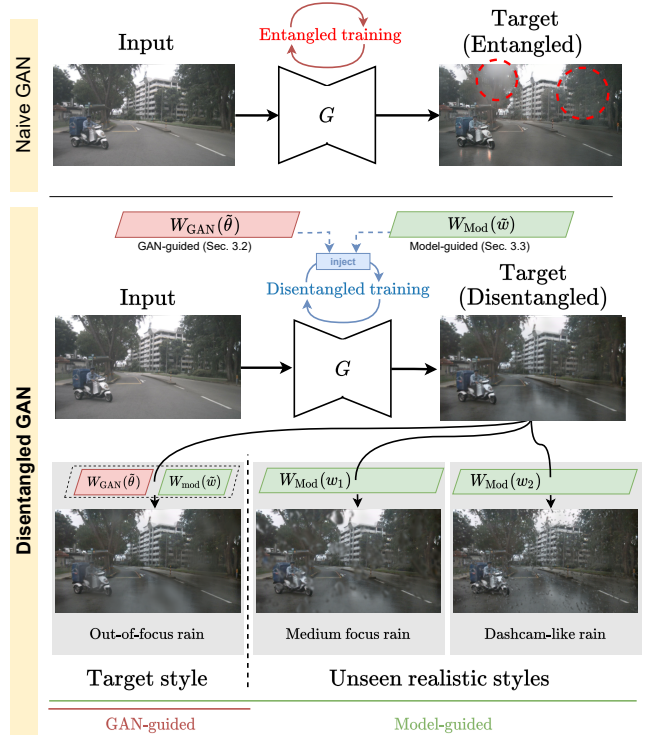 Naive GAN
Input
Entangled training
G
Target
(Entangled)
Disentangled GAN
W_GAN(θ̃)
GAN-guided (Sec. 3.2)
W_Mod(w̃)
Model-guided (Sec. 3.3)
inject
Disentangled training
Input
G
Target
(Disentangled)
W_GAN(θ̃)
W_mod(w̃)
W_Mod(w₁)
W_Mod(w₂)
Out-of-focus rain
Medium focus rain
Dashcam-like rain
Target style
Unseen realistic styles
GAN-guided
Model-guided